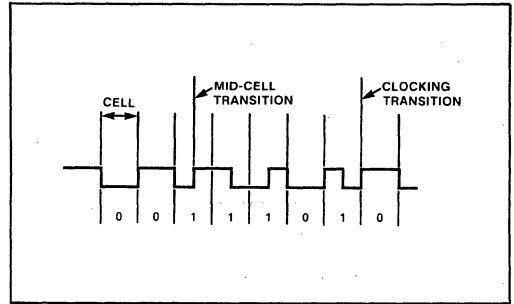 MID-CELL
TRANSITION
CLOCKING
TRANSITION
CELL
0 0 1 1 1 0 1 0